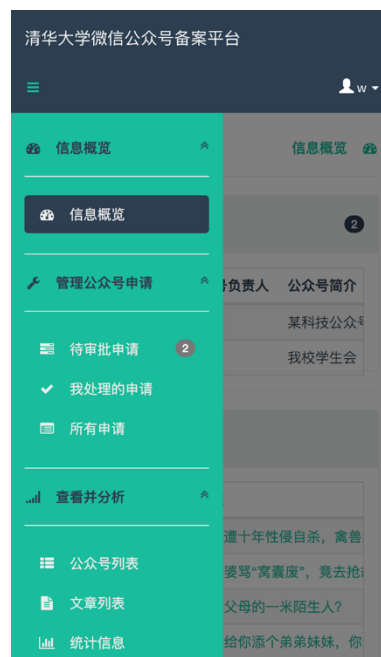 清华大学微信公众号备案平台
w
信息概览
信息概览
信息概览
2
管理公众号申请
号负责人 公众号简介
某科技公众号
待审批申请 2
我校学生会
我处理的申请
所有申请
查看并分析
遭十年性侵自杀，禽兽
公众号列表
婆骂“窝囊废”，竟去抢
文章列表
父母的一米陌生人?
统计信息
给你添个弟弟妹妹，你